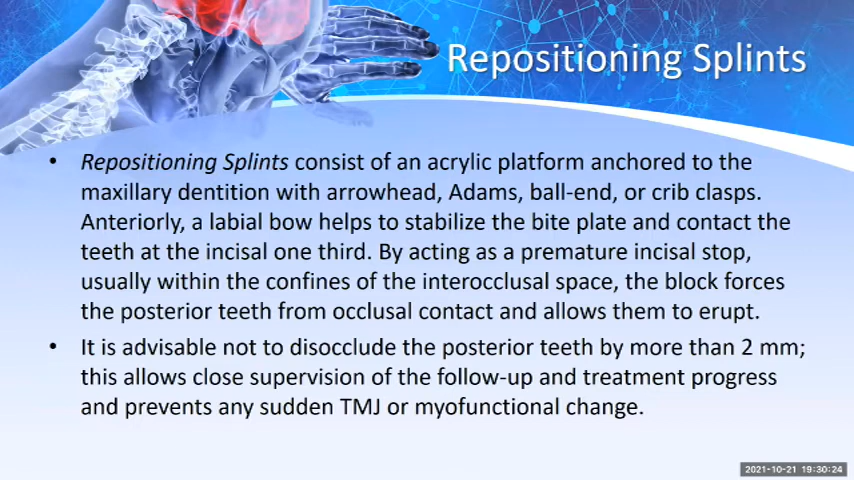 Repositioning Splints
• Repositioning Splints consist of an acrylic platform anchored to the
maxillary dentition with arrowhead, Adams, ball-end, or crib clasps.
Anteriorly, a labial bow helps to stabilize the bite plate and contact the
teeth at the incisal one third. By acting as a premature incisal stop,
usually within the confines of the interocclusal space, the block forces
the posterior teeth from occlusal contact and allows them to erupt.
• It is advisable not to disocclude the posterior teeth by more than 2 mm;
this allows close supervision of the follow-up and treatment progress
and prevents any sudden TMJ or myofunctional change.
2021-10-21 19:30:24